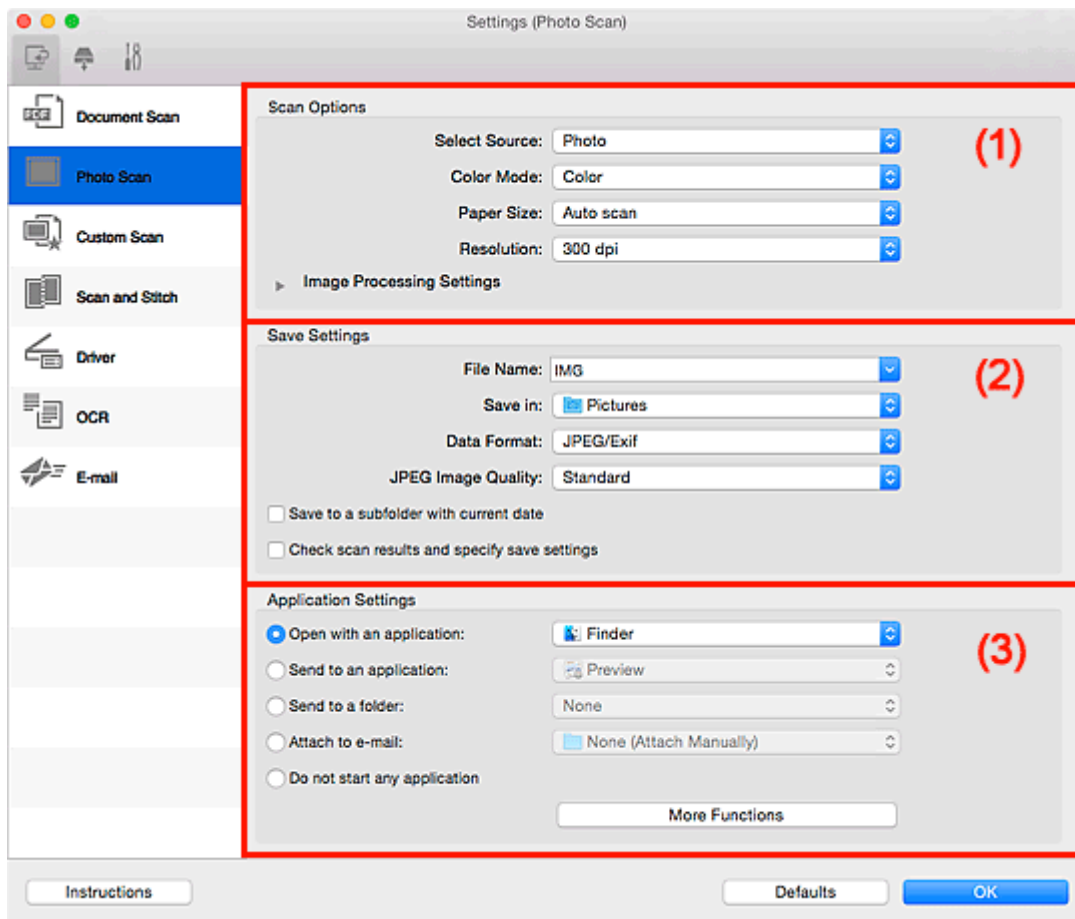 Settings (Photo Scan)
Document Scan
Photo Scan
Custom Scan
Scan and Stitch
Driver
OCR
E-mail
Scan Options
(1)
Select Source: Photo
Color Mode: Color
Paper Size: Auto scan
Resolution: 300 dpi
Image Processing Settings
Save Settings
(2)
File Name: IMG
Save in: Pictures
Data Format: JPEG/Exif
JPEG Image Quality: Standard
Save to a subfolder with current date
Check scan results and specify save settings
Application Settings
(3)
Open with an application: Finder
Send to an application: Preview
Send to a folder: None
Attach to e-mail: None (Attach Manually)
Do not start any application
More Functions
Instructions Defaults OK